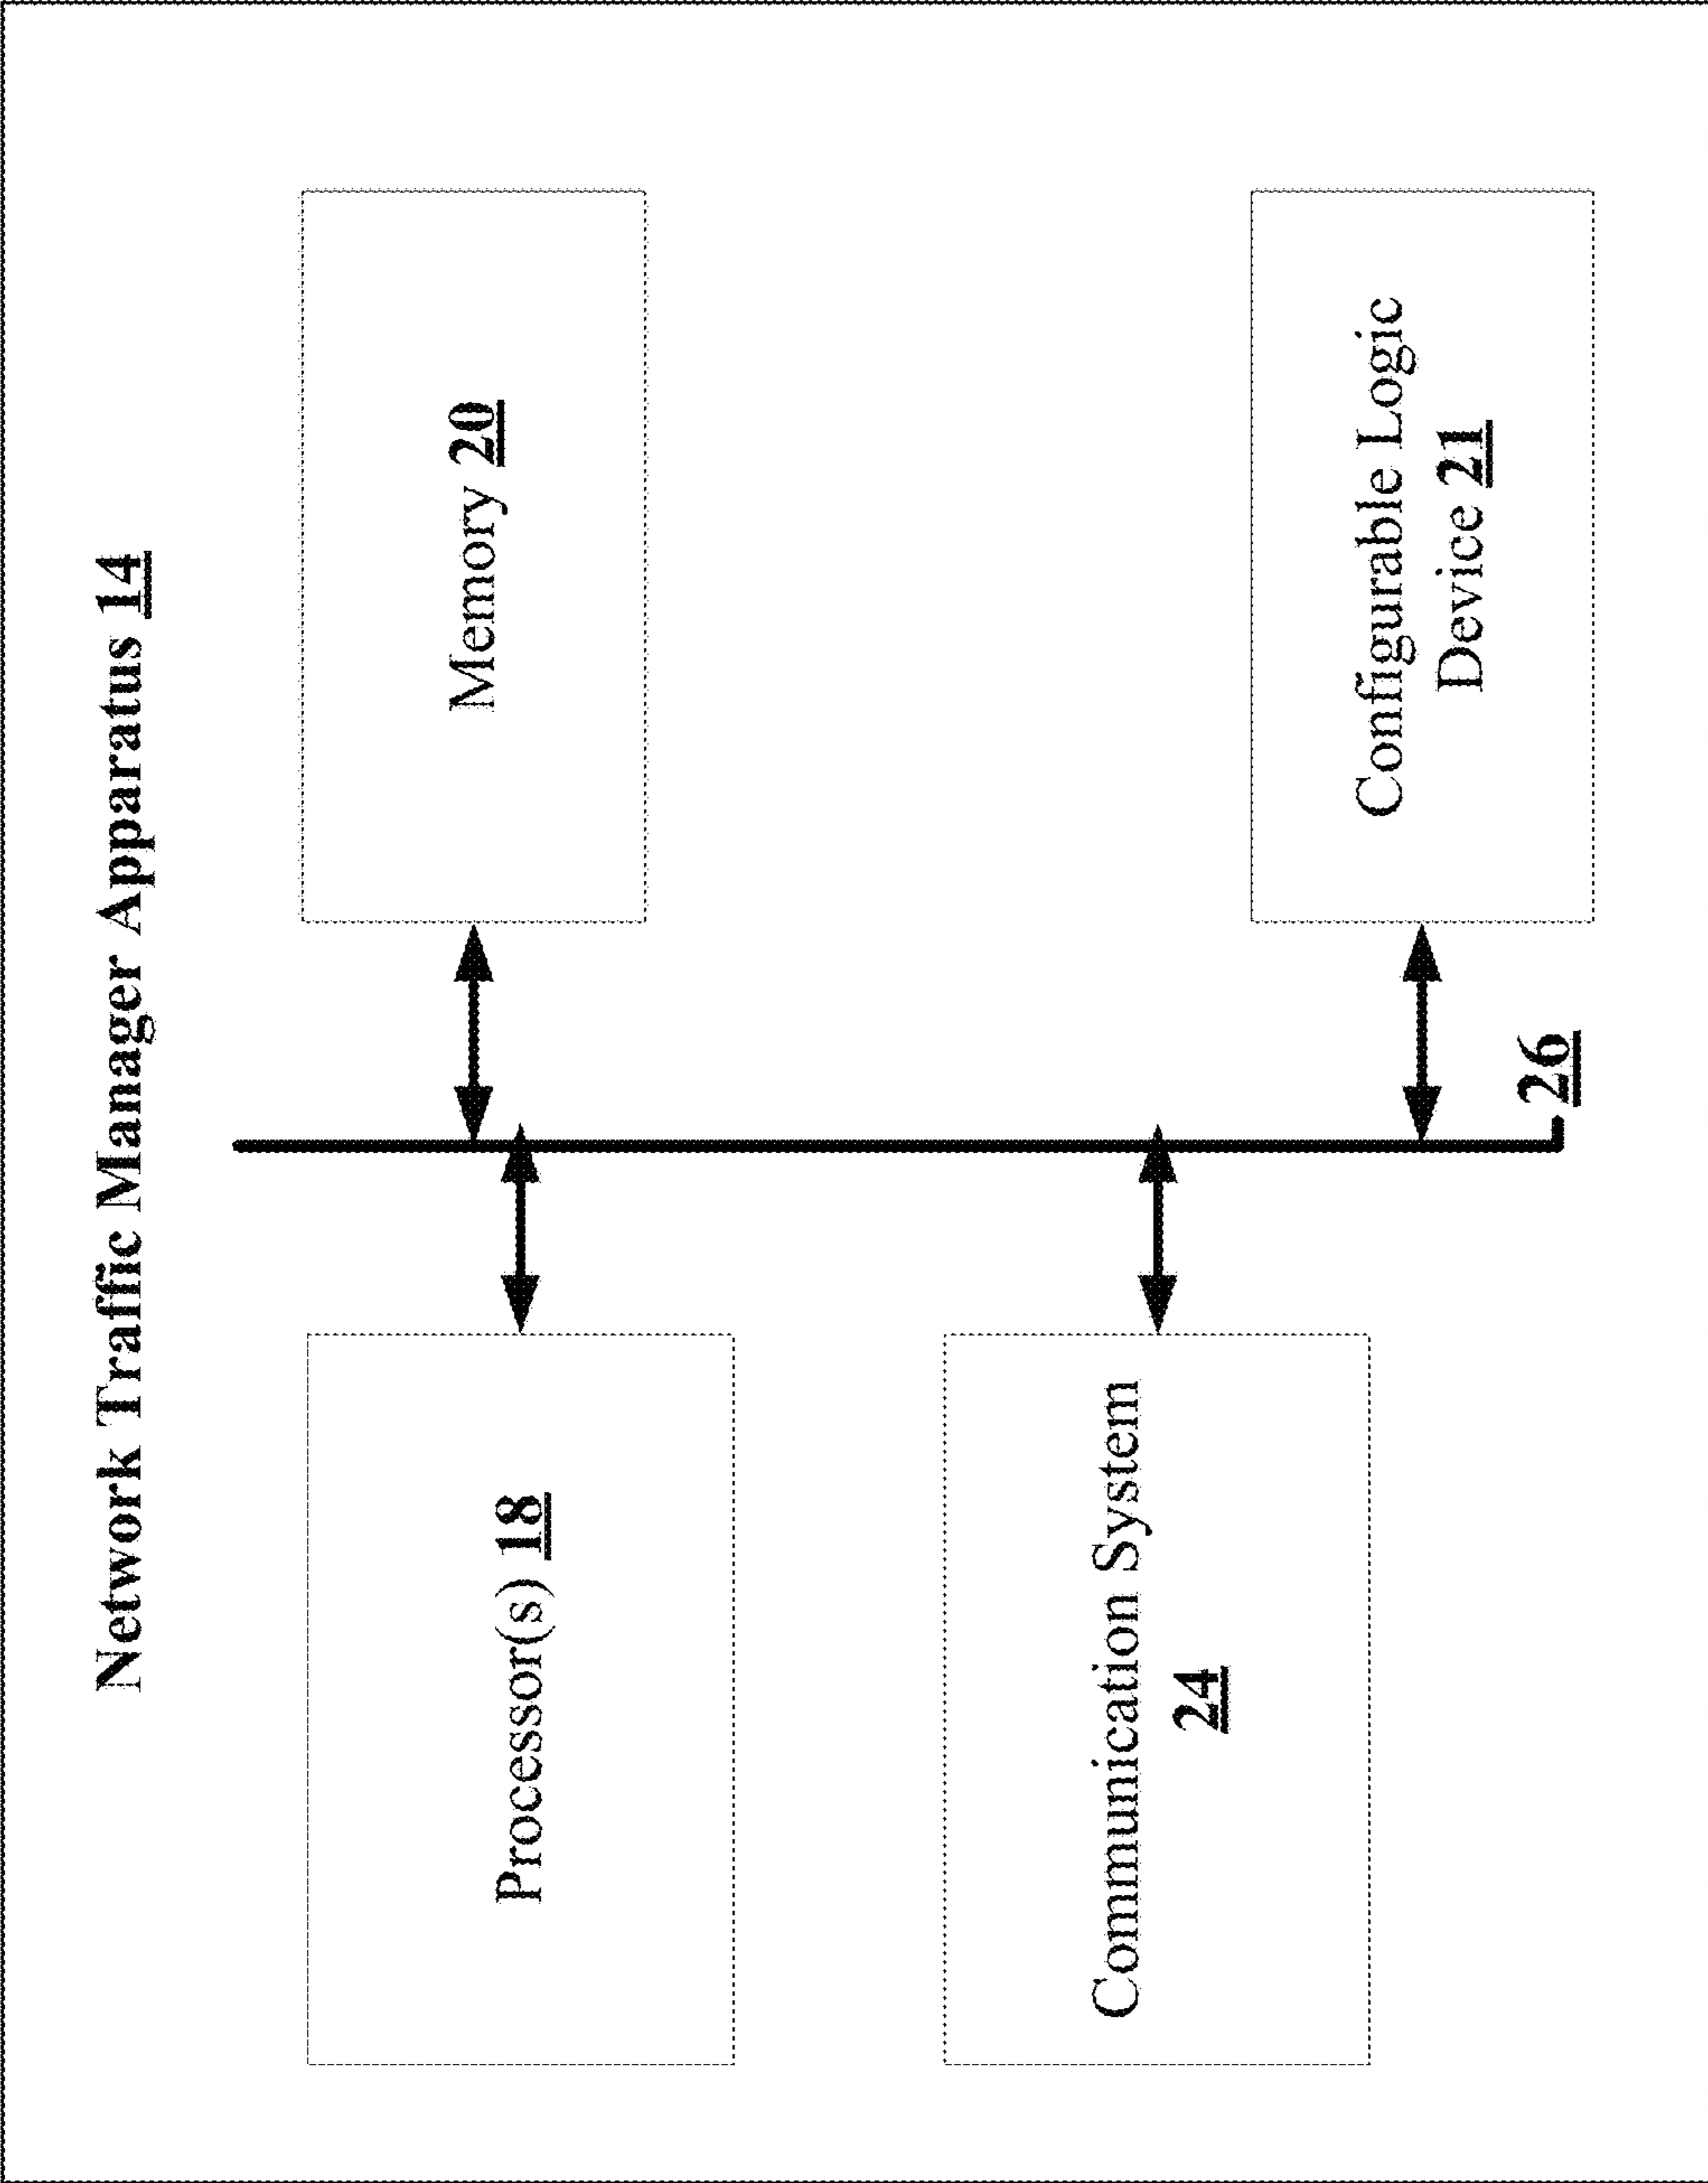 Network Traffic Manager Apparatus 14
Processor(s) 18
Memory 20
Communication System
24
Configurable Logic
Device 21
26